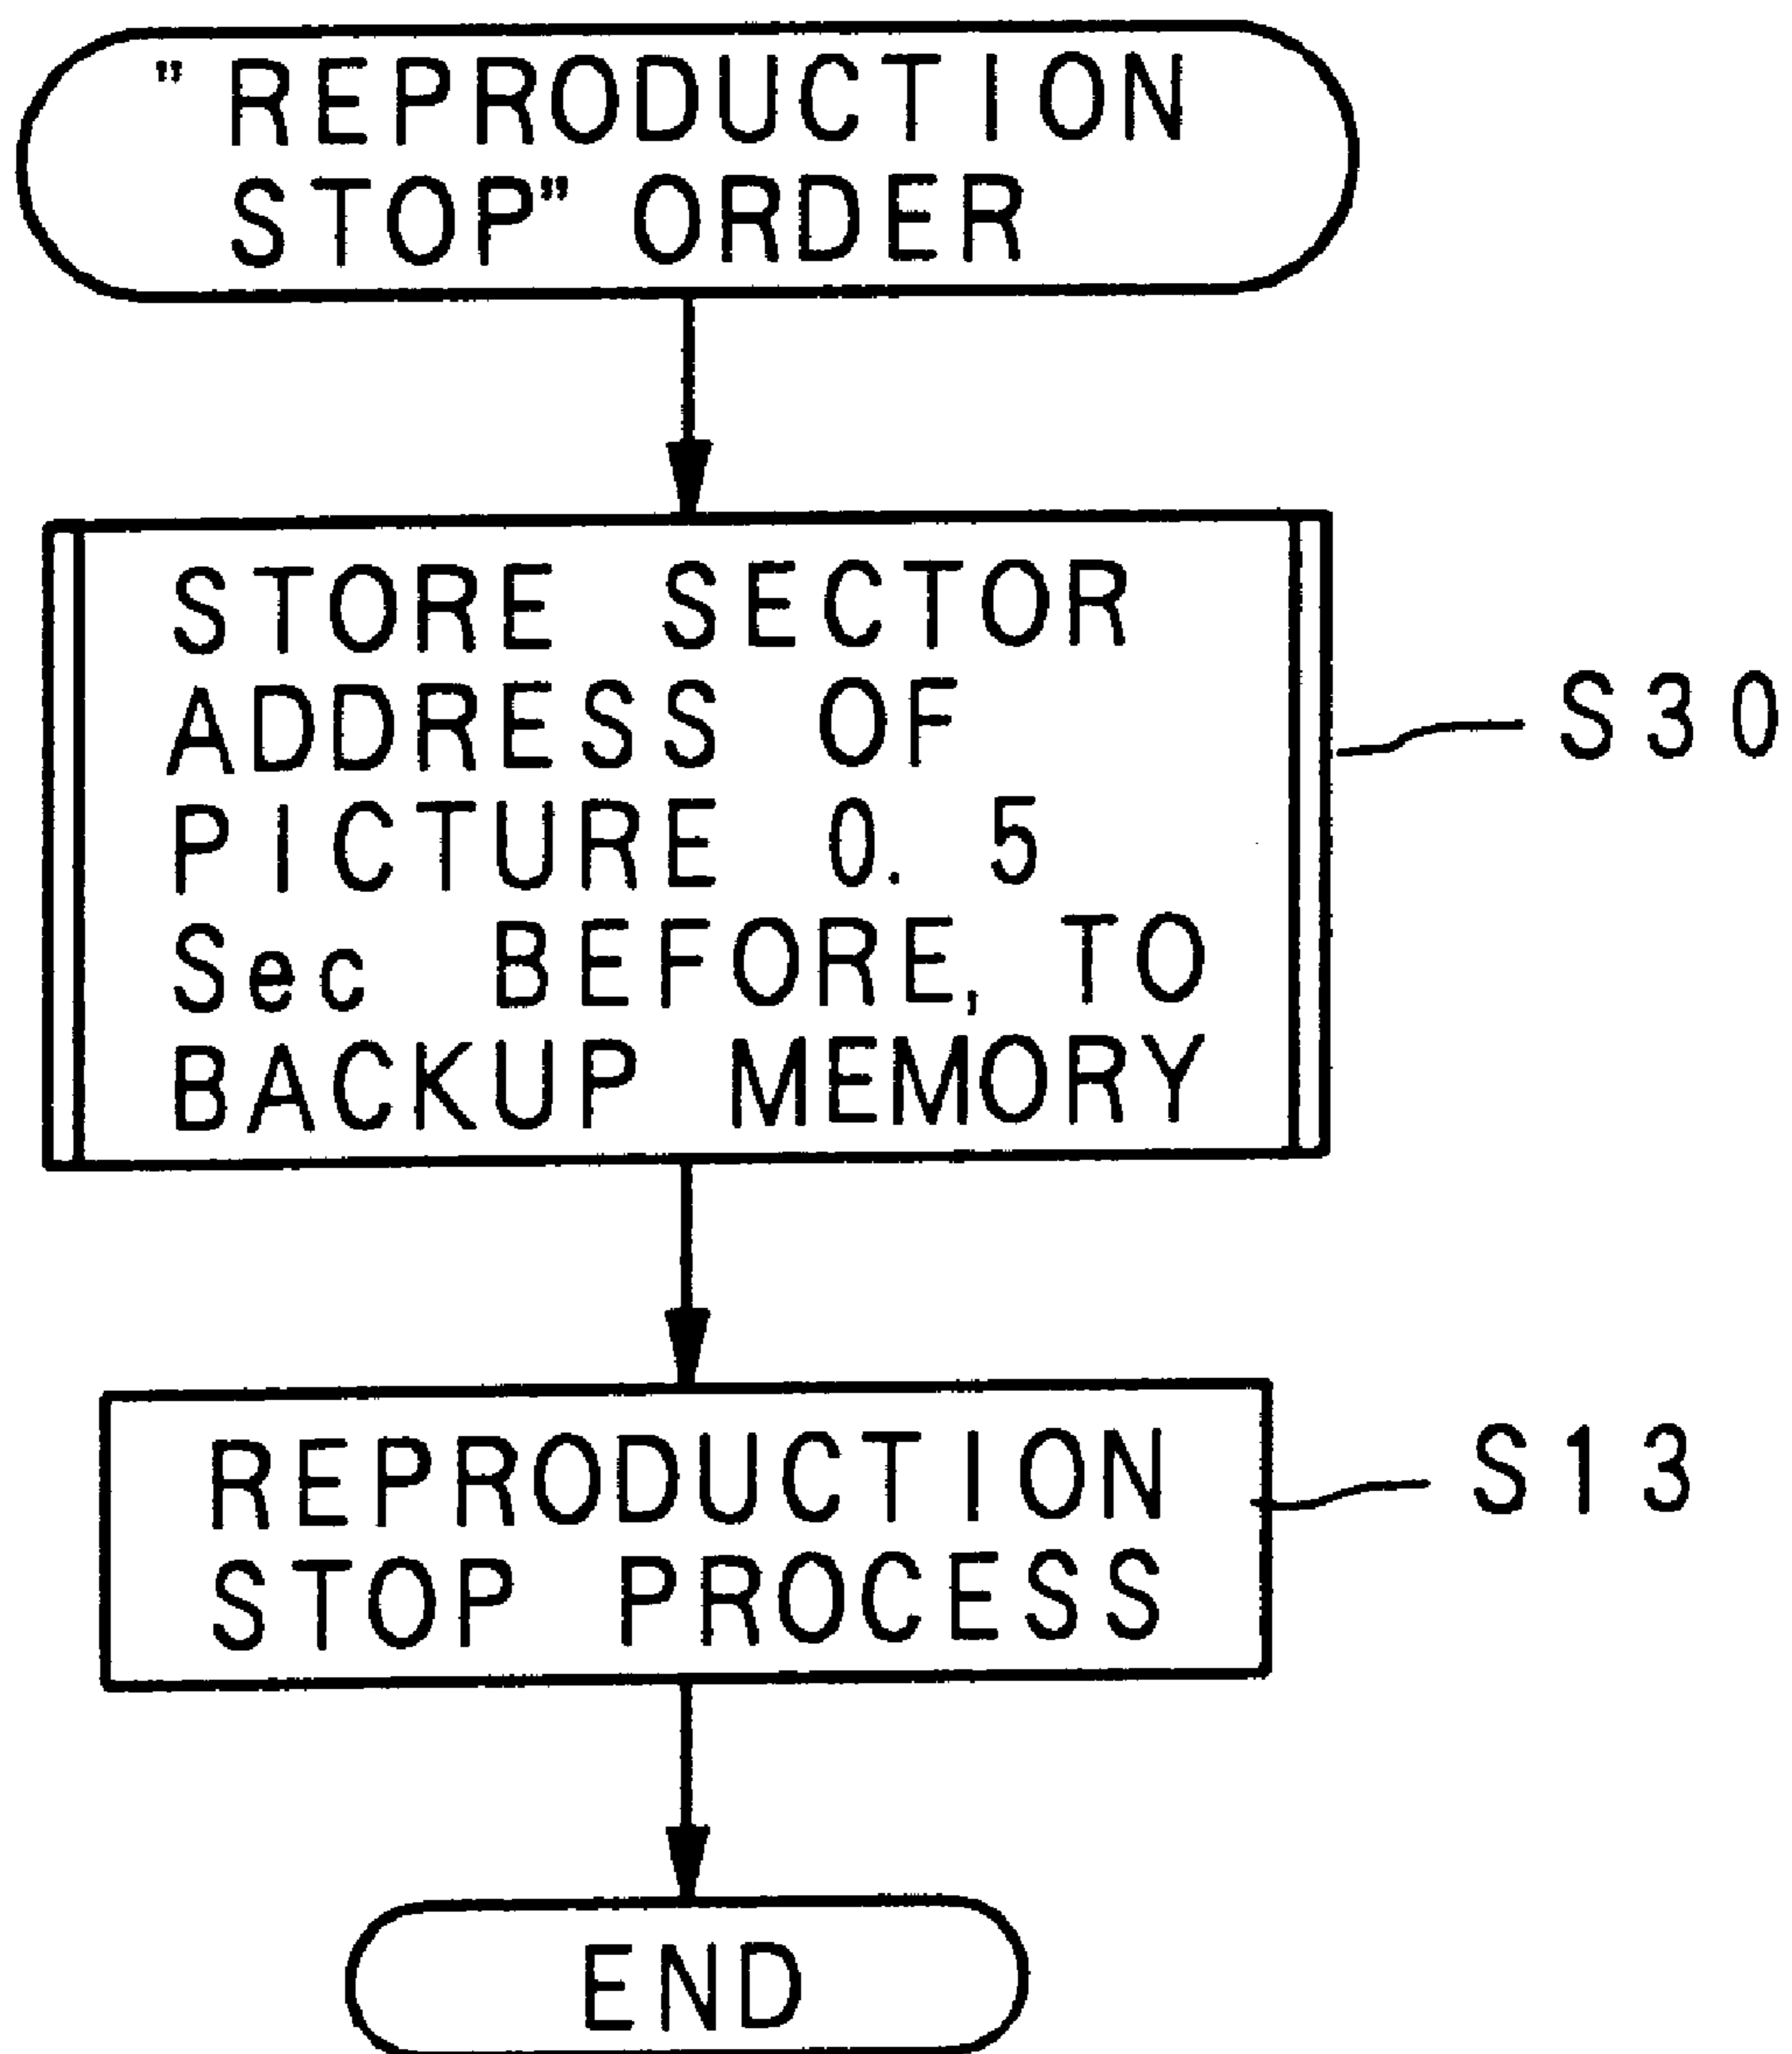 "REPRODUCTION
STOP" ORDER
STORE SECTOR
ADDRESS OF
PICTURE 0. 5
Sec BEFORE, TO
BACKUP MEMORY
S30
REPRODUCTION
STOP PROCESS
S13
END